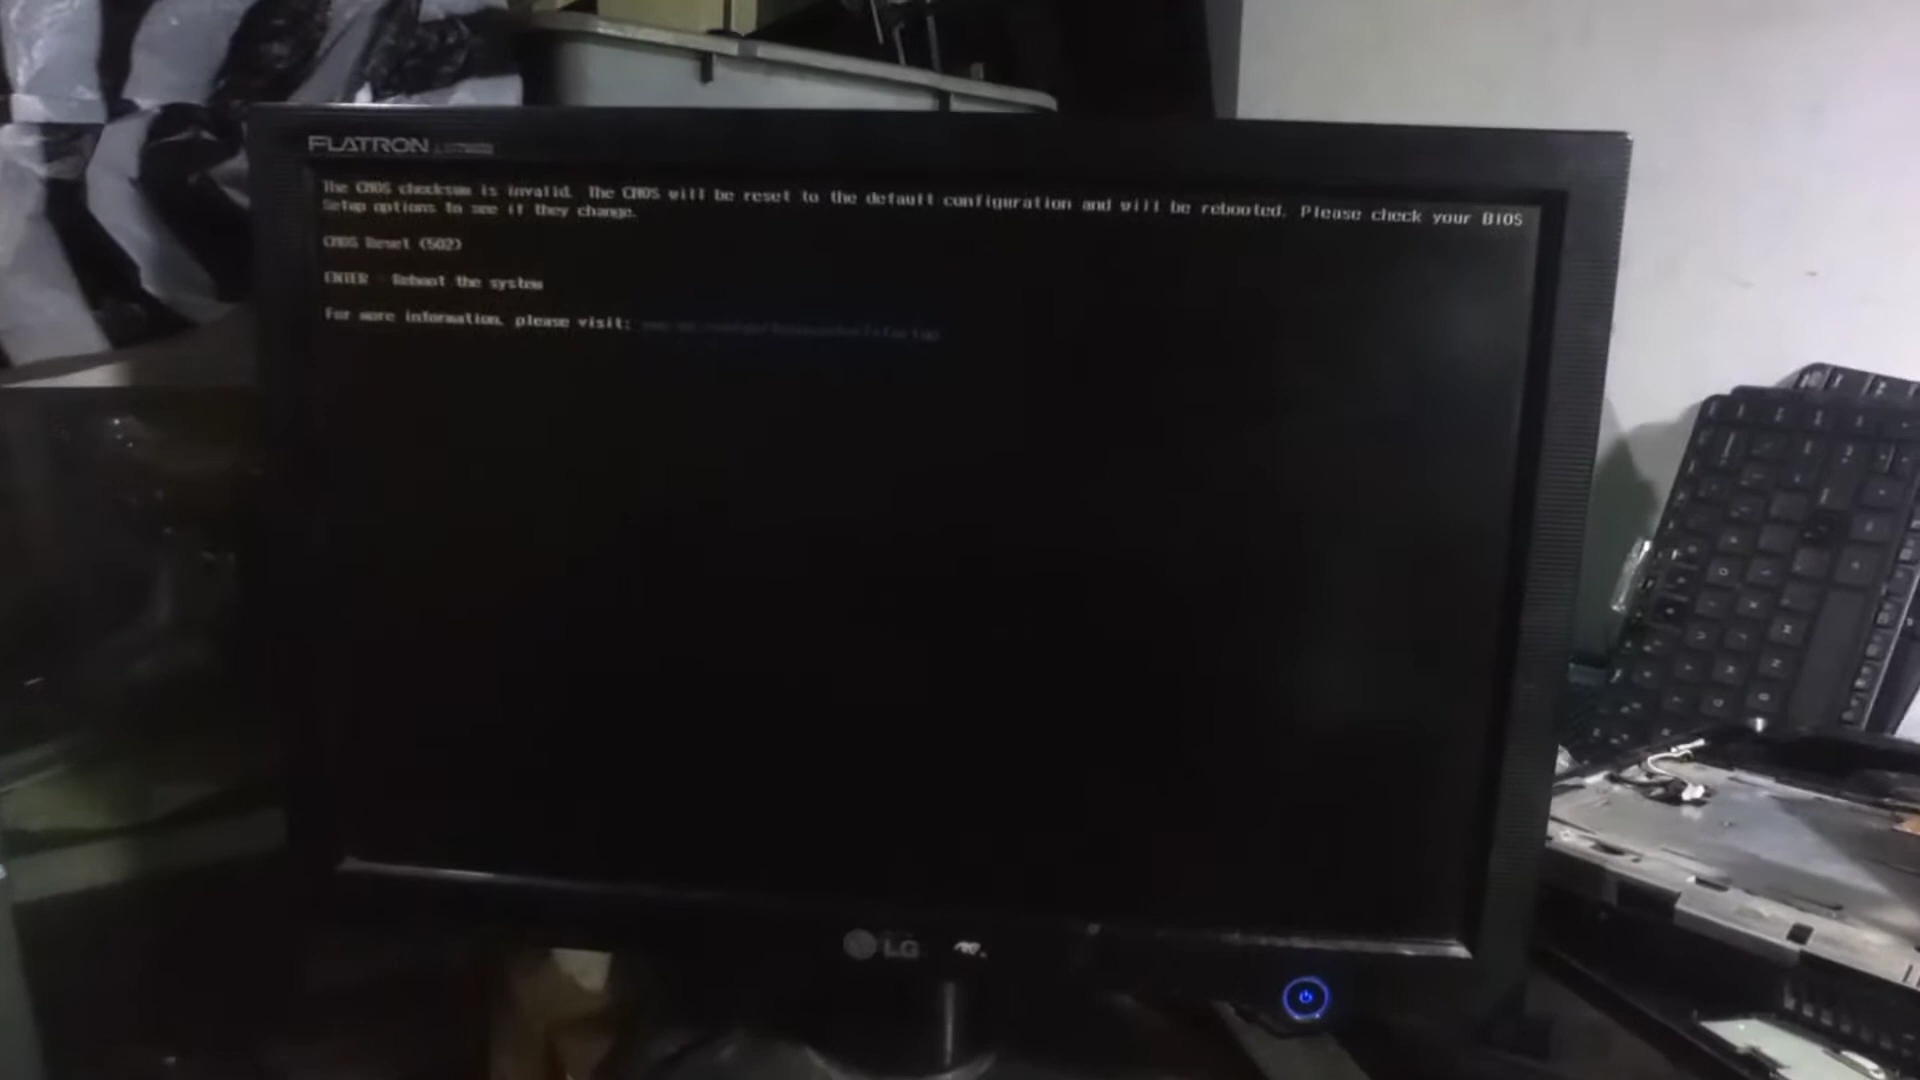 FLATRON
The CMOS checksum is invalid. The CMOS will be reset to the default configuration and will be rebooted. Please check your BIOS
Setup options to see if they change.
CMOS Reset (502)
ENTER - Reboot the system
For more information, please visit:
LG